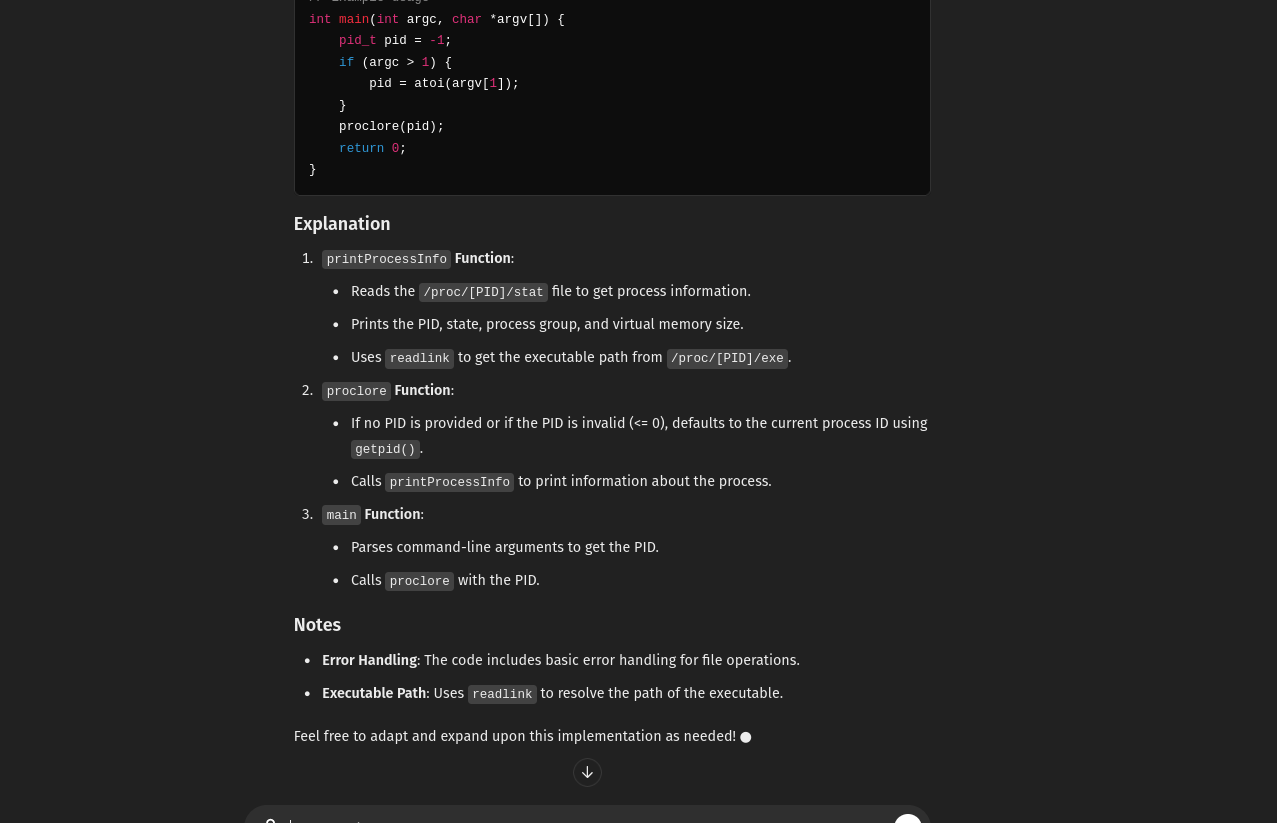 int main(int argc, char *argv[]) {
    pid_t pid = -1;
    if (argc > 1) {
        pid = atoi(argv[1]);
    }
    proclore(pid);
    return 0;
}
Explanation
1. printProcessInfo Function:
• Reads the /proc/[PID]/stat file to get process information.
• Prints the PID, state, process group, and virtual memory size.
• Uses readlink to get the executable path from /proc/[PID]/exe.
2. proclore Function:
• If no PID is provided or if the PID is invalid (<= 0), defaults to the current process ID using
getpid().
• Calls printProcessInfo to print information about the process.
3. main Function:
• Parses command-line arguments to get the PID.
• Calls proclore with the PID.
Notes
• Error Handling: The code includes basic error handling for file operations.
• Executable Path: Uses readlink to resolve the path of the executable.
Feel free to adapt and expand upon this implementation as needed!